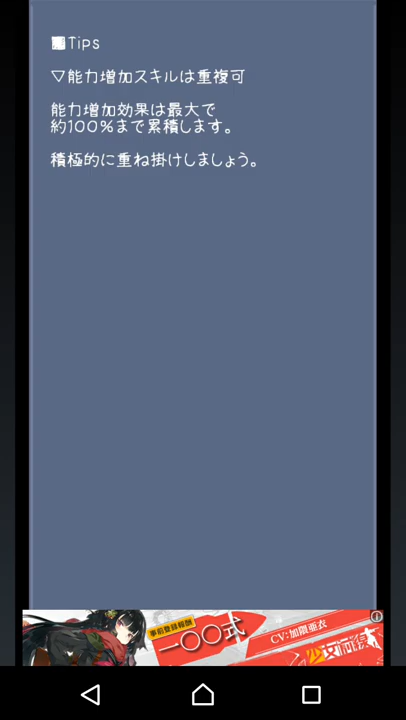 ■Tips
▽能力増加スキルは重複可
能力増加効果は最大で
約100%まで累積します。
積極的に重ね掛けしましょう。
事前登録報酬
一〇〇式
CV:加隈亜衣
少女前線